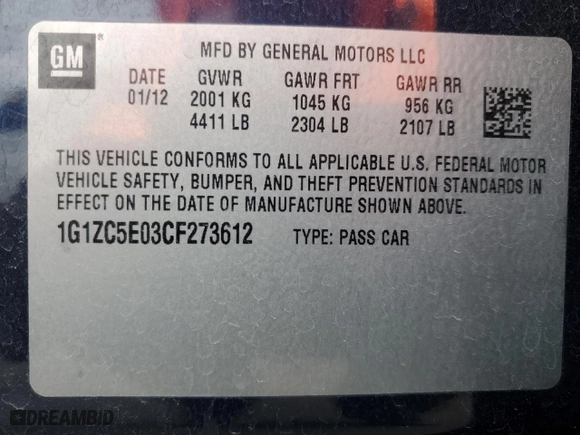 GM
MFD BY GENERAL MOTORS LLC
DATE GVWR GAWR FRT GAWR RR
01/12 2001 KG 1045 KG 956 KG
4411 LB 2304 LB 2107 LB
THIS VEHICLE CONFORMS TO ALL APPLICABLE U.S. FEDERAL MOTOR
VEHICLE SAFETY, BUMPER, AND THEFT PREVENTION STANDARDS IN
EFFECT ON THE DATE OF MANUFACTURE SHOWN ABOVE.
1G1ZC5E03CF273612 TYPE: PASS CAR
DREAMBID